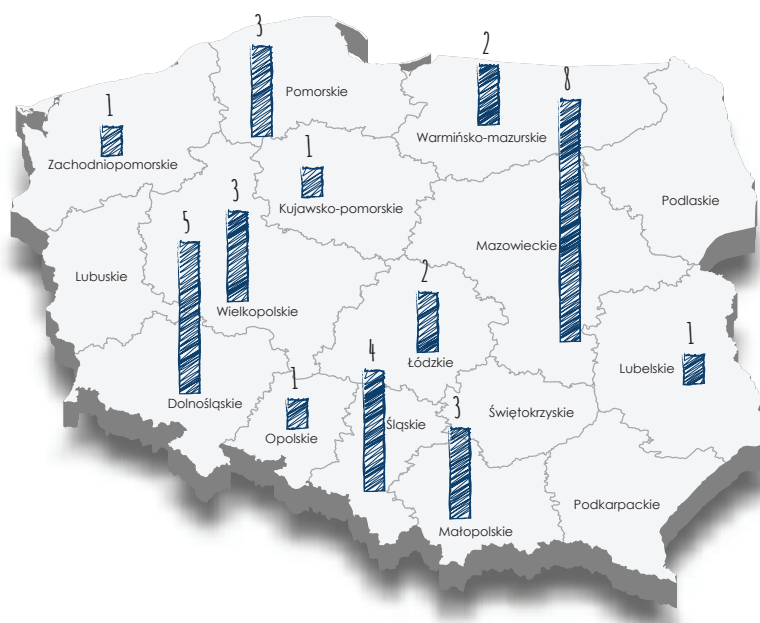 3
2
8
1
Pomorskie
Warmińsko-mazurskie
1
Zachodniopomorskie
Kujawsko-pomorskie
Podlaskie
3
5
Mazowieckie
Lubuskie
2
Wielkopolskie
1
4
Łódzkie
Lubelskie
1
Dolnośląskie
3
Świętokrzyskie
Śląskie
Opolskie
Podkarpackie
Małopolskie